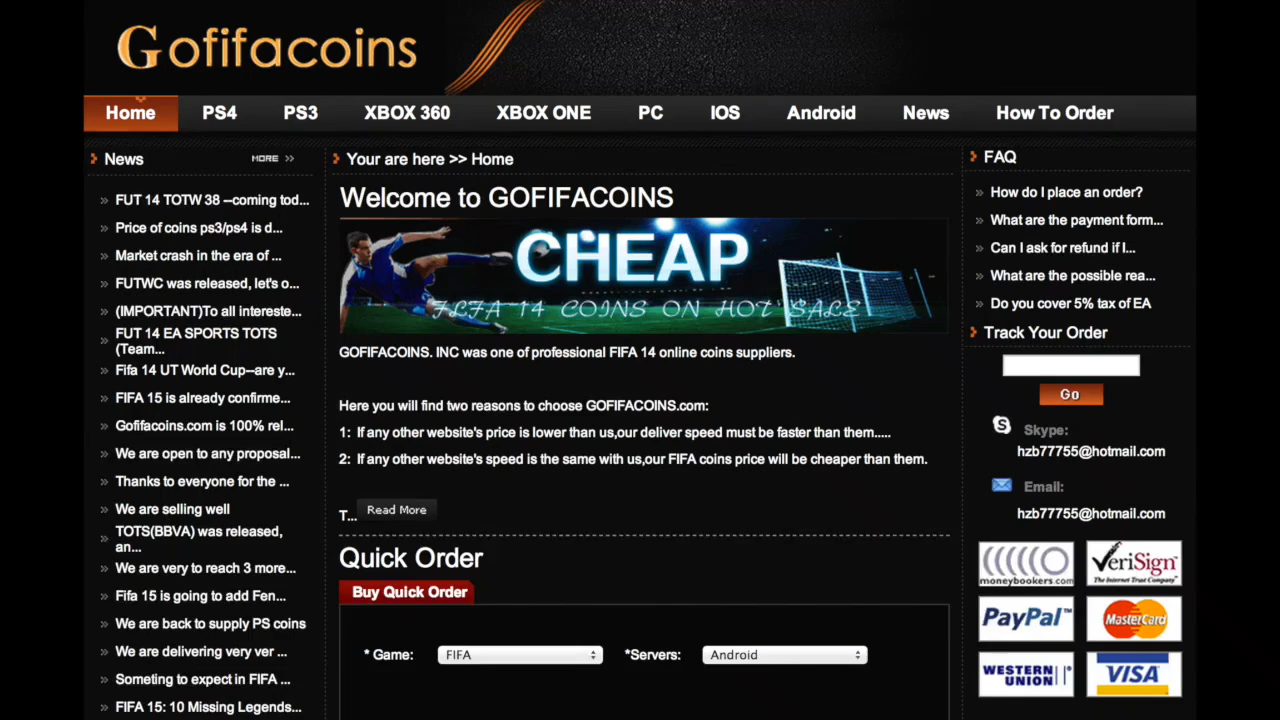 Gofifacoins
Home PS4 PS3 XBOX 360 XBOX ONE PC IOS Android News How To Order
News MORE
FUT 14 TOTW 38 --coming tod...
Price of coins ps3/ps4 is d...
Market crash in the era of ...
FUTWC was released, let's o...
(IMPORTANT)To all intereste...
FUT 14 EA SPORTS TOTS
(Team...
Fifa 14 UT World Cup--are y...
FIFA 15 is already confirme...
Gofifacoins.com is 100% rel...
We are open to any proposal...
Thanks to everyone for the ...
We are selling well
TOTS(BBVA) was released,
an...
We are very to reach 3 more...
Fifa 15 is going to add Fen...
We are back to supply PS coins
We are delivering very ver ...
Someting to expect in FIFA ...
FIFA 15: 10 Missing Legends...
Your are here >> Home
Welcome to GOFIFACOINS
CHEAP
FIFA 14 COINS ON HOT SALE
GOFIFACOINS. INC was one of professional FIFA 14 online coins suppliers.
Here you will find two reasons to choose GOFIFACOINS.com:
1: If any other website's price is lower than us,our deliver speed must be faster than them.....
2: If any other website's speed is the same with us,our FIFA coins price will be cheaper than them.
T... Read More
Quick Order
Buy Quick Order
* Game: FIFA *Servers: Android
FAQ
How do I place an order?
What are the payment form...
Can I ask for refund if I...
What are the possible rea...
Do you cover 5% tax of EA
Track Your Order
Go
Skype:
hzb77755@hotmail.com
Email:
hzb77755@hotmail.com
moneybookers.com VeriSign
The Internet Trust Company™
PayPal™ MasterCard
WESTERN UNION VISA